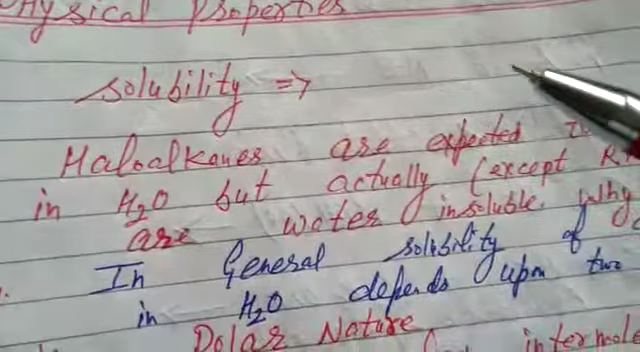 Physical Properties
Solubility ⇒
Haloalkanes are expected
in H2O but actually (except
are water insoluble. Why
In General solubility of
in H2O depends upon two
Polar Nature
intermole